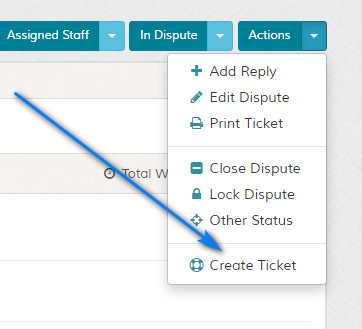 Assigned Staff In Dispute Actions
Add Reply
Edit Dispute
Print Ticket
Total W
Close Dispute
Lock Dispute
Other Status
Create Ticket